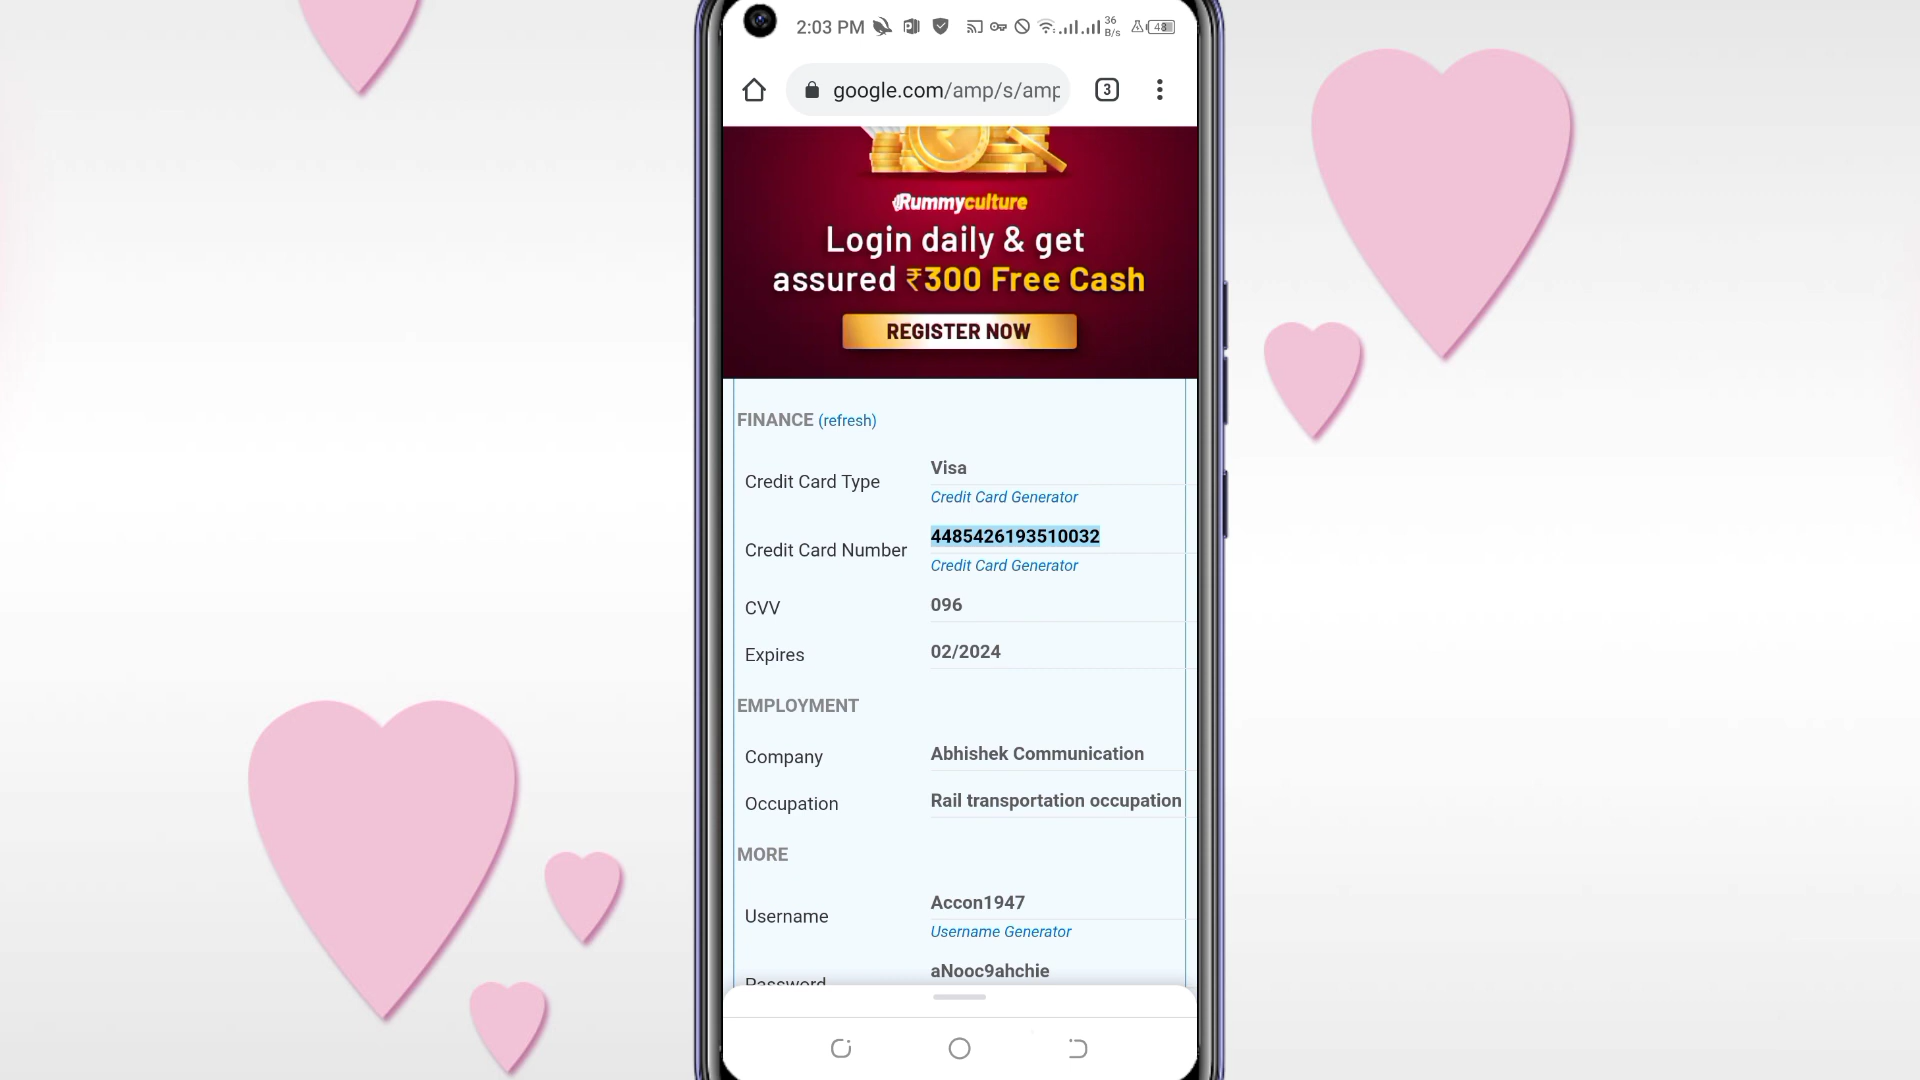 2:03 PM
36
B/s
48
google.com/amp/s/amp
3
Rummyculture
Login daily & get
assured ₹300 Free Cash
REGISTER NOW
FINANCE (refresh)
Credit Card Type
Visa
Credit Card Generator
Credit Card Number
4485426193510032
Credit Card Generator
CVV
096
Expires
02/2024
EMPLOYMENT
Company
Abhishek Communication
Occupation
Rail transportation occupation
MORE
Username
Accon1947
Username Generator
Password
aNooc9ahchie